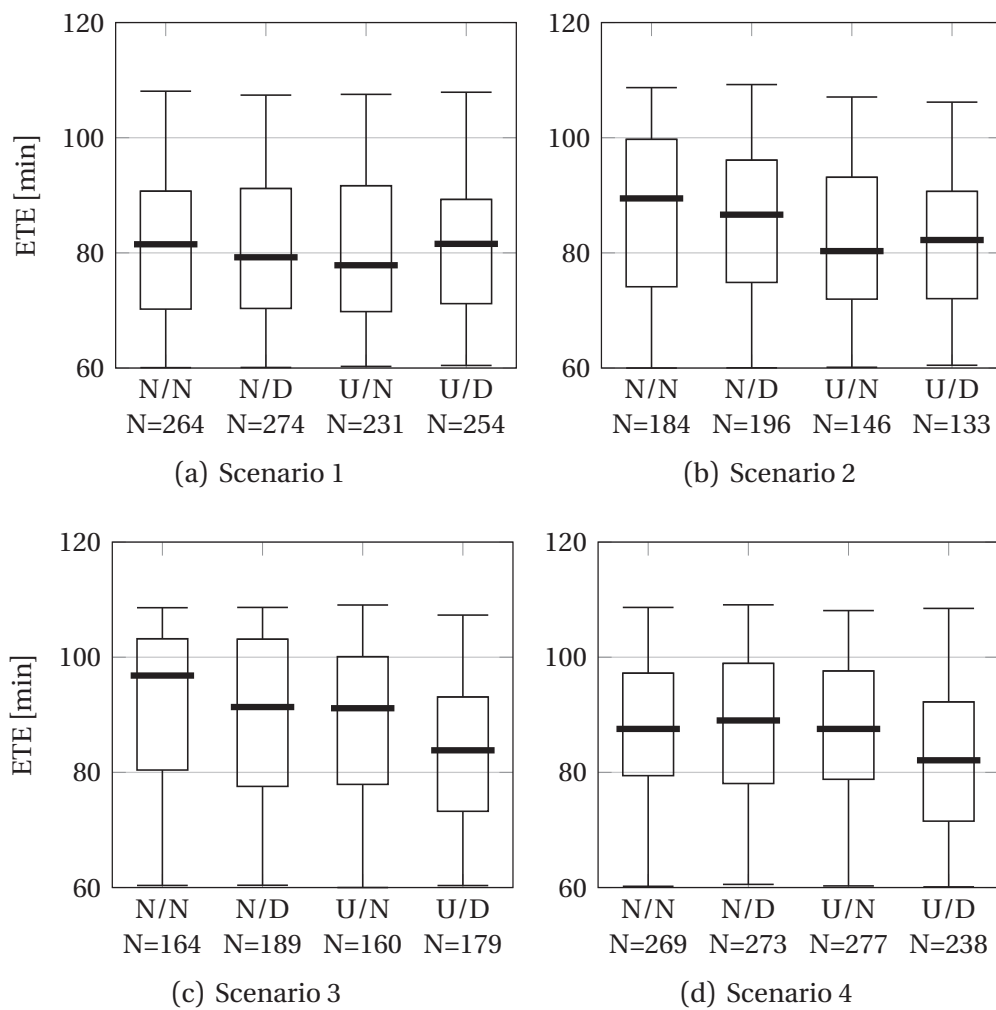 120
100
80
60
ETE [min]
N/N N/D U/N U/D
N=264 N=274 N=231 N=254
(a) Scenario 1
120
100
80
60
N/N N/D U/N U/D
N=184 N=196 N=146 N=133
(b) Scenario 2
120
100
80
60
ETE [min]
N/N N/D U/N U/D
N=164 N=189 N=160 N=179
(c) Scenario 3
120
100
80
60
N/N N/D U/N U/D
N=269 N=273 N=277 N=238
(d) Scenario 4